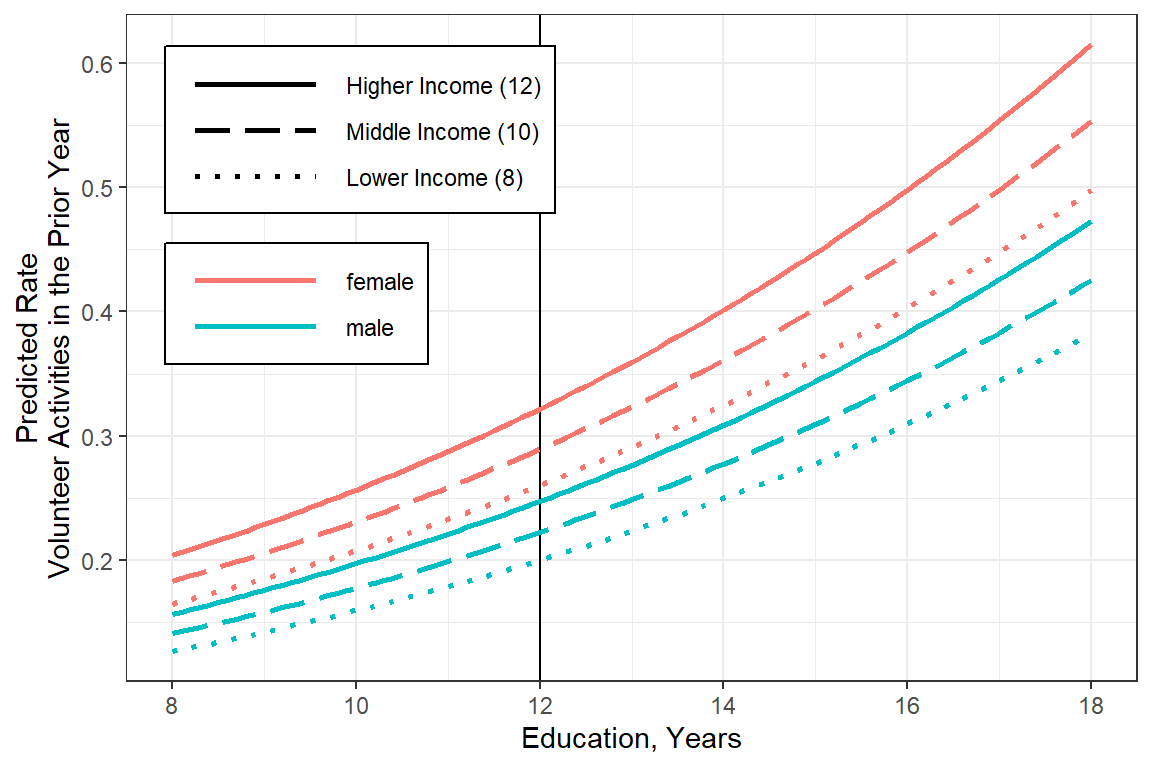 Predicted Rate
Volunteer Activities in the Prior Year
0.6
0.5
0.4
0.3
0.2
Higher Income (12)
Middle Income (10)
Lower Income (8)
female
male
8 10 12 14 16 18
Education, Years